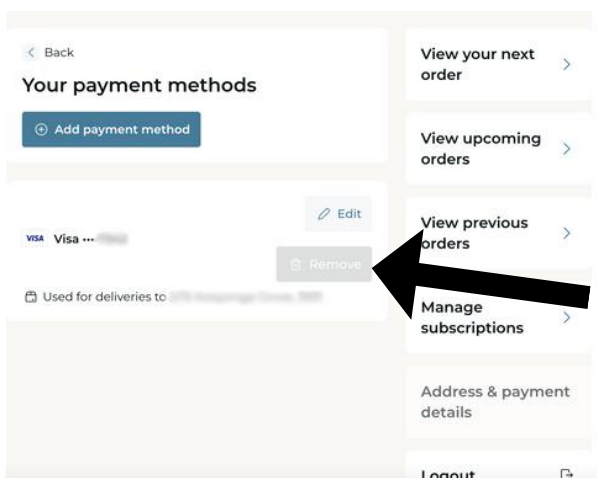 Back
Your payment methods
Add payment method
Edit
VISA Visa
Remove
Used for deliveries to
View your next
order
View upcoming
orders
View previous
orders
Manage
subscriptions
Address & payment
details
Logout